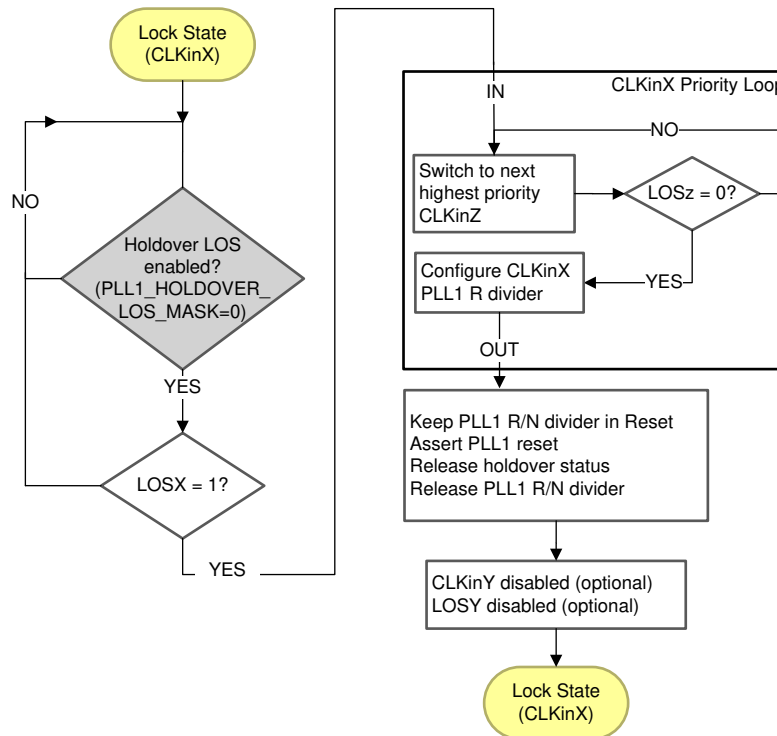 Lock State
(CLKinX)
NO
Holdover LOS
enabled?
(PLL1_HOLDOVER_
LOS_MASK=0)
YES
LOSX = 1?
YES
IN
CLKinX Priority Loop
NO
Switch to next
highest priority
CLKinZ
LOSz = 0?
YES
Configure CLKinX
PLL1 R divider
OUT
Keep PLL1 R/N divider in Reset
Assert PLL1 reset
Release holdover status
Release PLL1 R/N divider
CLKinY disabled (optional)
LOSY disabled (optional)
Lock State
(CLKinX)